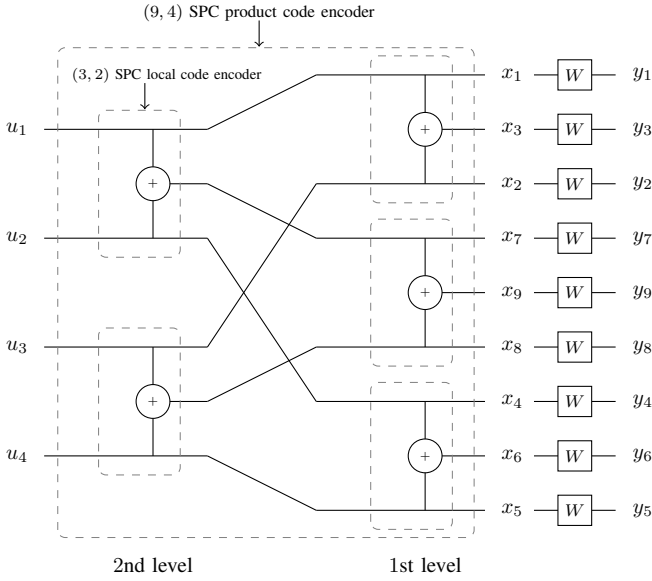 (9, 4) SPC product code encoder
(3, 2) SPC local code encoder
x₁ W y₁
u₁ + x₃ W y₃
+ x₂ W y₂
u₂ x₇ W y₇
+ x₉ W y₉
u₃ x₈ W y₈
+ x₄ W y₄
u₄ + x₆ W y₆
x₅ W y₅
2nd level 1st level